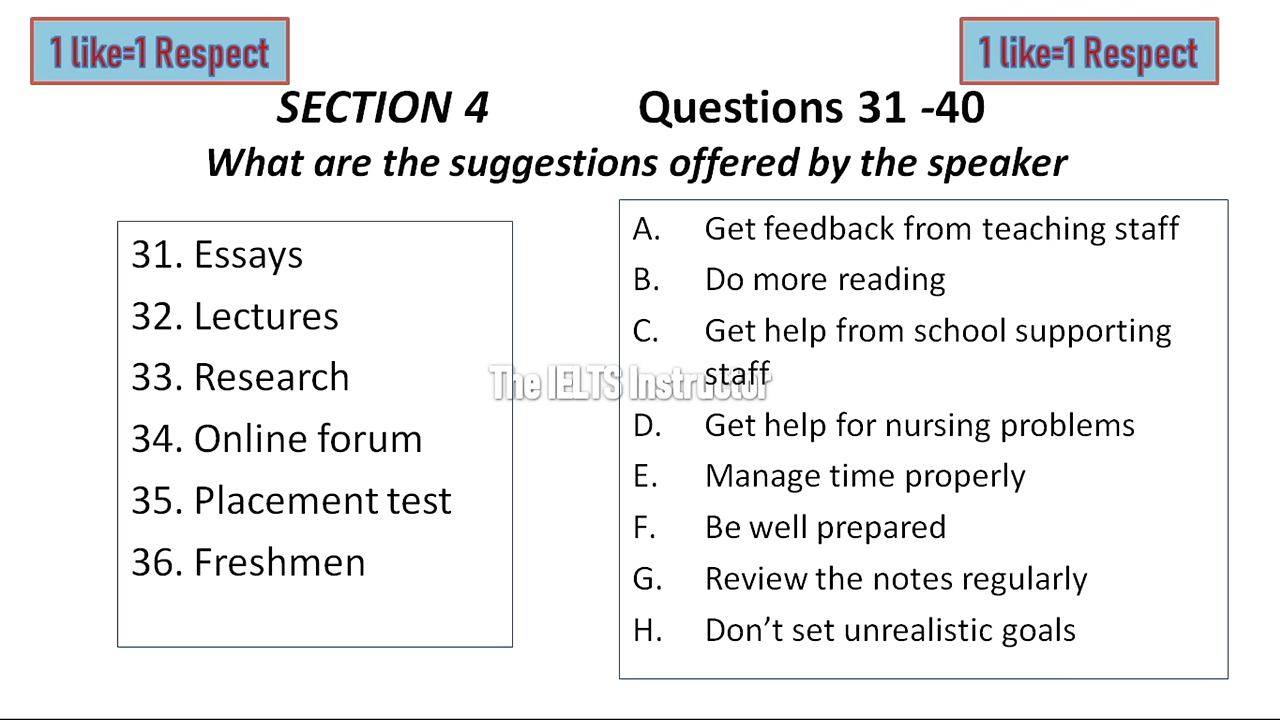 1 like=1 Respect
1 like=1 Respect
SECTION 4 Questions 31 -40
What are the suggestions offered by the speaker
31. Essays
32. Lectures
33. Research
34. Online forum
35. Placement test
36. Freshmen
A. Get feedback from teaching staff
B. Do more reading
C. Get help from school supporting
staff
D. Get help for nursing problems
E. Manage time properly
F. Be well prepared
G. Review the notes regularly
H. Don’t set unrealistic goals
The IELTS Instructor